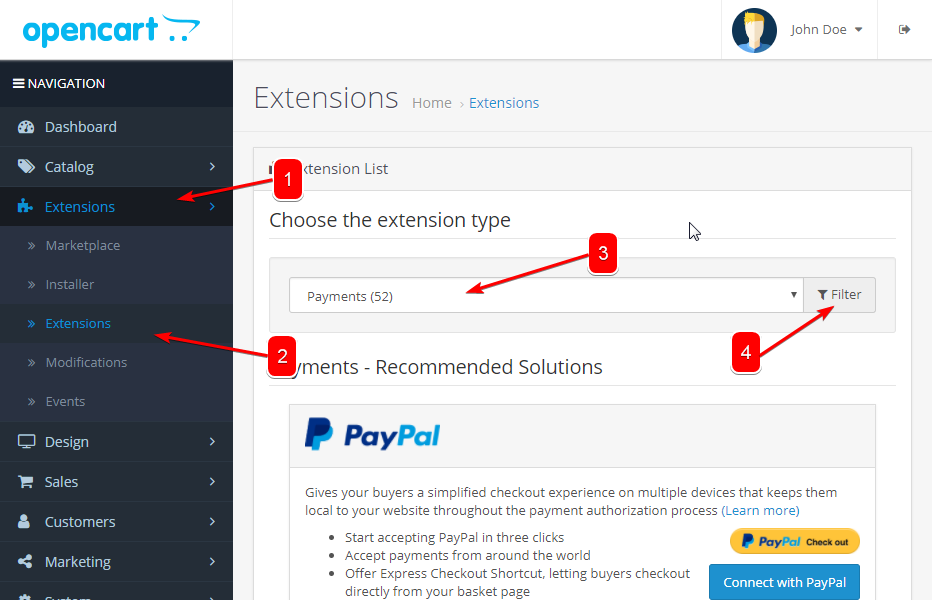 opencart
John Doe
NAVIGATION
Dashboard
Catalog
Extensions
Marketplace
Installer
Extensions
Modifications
Events
Design
Sales
Customers
Marketing
System
Extensions
Home › Extensions
1
xtension List
Choose the extension type
3
Payments (52)
Filter
2
4
yments - Recommended Solutions
PayPal
Gives your buyers a simplified checkout experience on multiple devices that keeps them
local to your website throughout the payment authorization process (Learn more)
• Start accepting PayPal in three clicks
• Accept payments from around the world
• Offer Express Checkout Shortcut, letting buyers checkout
directly from your basket page
PayPal Check out
Connect with PayPal